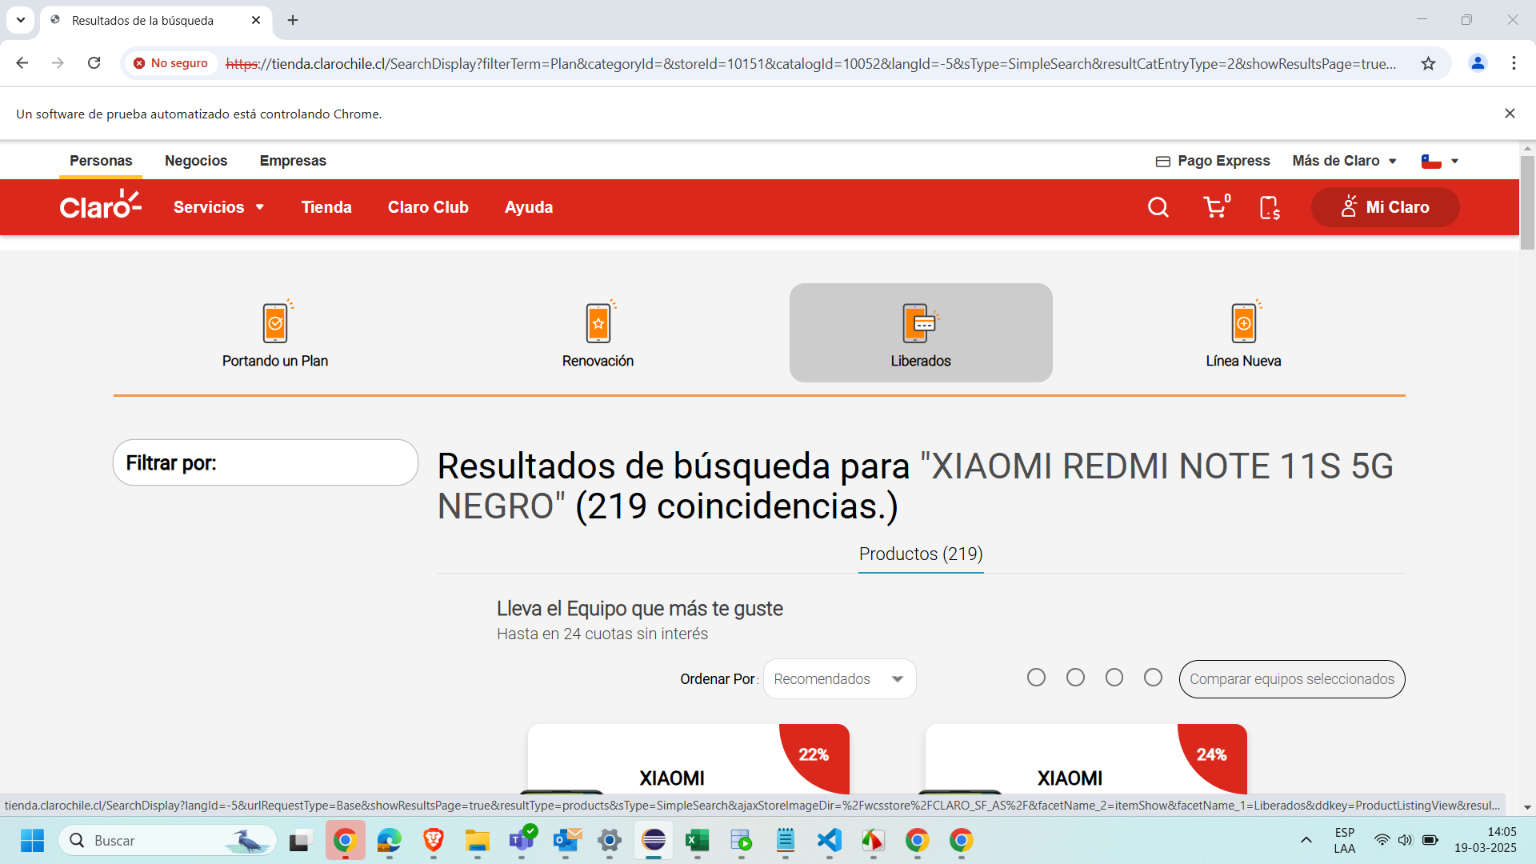 Resultados de la búsqueda
No seguro
https://tienda.clarochile.cl/SearchDisplay?filterTerm=Plan&categoryId=&storeId=10151&catalogId=10052&langId=-5&sType=SimpleSearch&resultCatEntryType=2&showResultsPage=true...
Un software de prueba automatizado está controlando Chrome.
Personas Negocios Empresas Pago Express Más de Claro
Claro Servicios Tienda Claro Club Ayuda 0 Mi Claro
Portando un Plan Renovación Liberados Línea Nueva
Filtrar por:
Resultados de búsqueda para "XIAOMI REDMI NOTE 11S 5G
NEGRO" (219 coincidencias.)
Productos (219)
Lleva el Equipo que más te guste
Hasta en 24 cuotas sin interés
Ordenar Por: Recomendados Comparar equipos seleccionados
22% 24%
XIAOMI XIAOMI
tienda.clarochile.cl/SearchDisplay?langId=-5&urlRequestType=Base&showResultsPage=true&resultType=products&sType=SimpleSearch&ajaxStoreImageDir=%2Fwcsstore%2FCLARO_SF_AS%2F&facetName_2=itemShow&facetName_1=Liberados&ddkey=ProductListingView&resul...
Buscar
ESP
LAA
14:05
19-03-2025